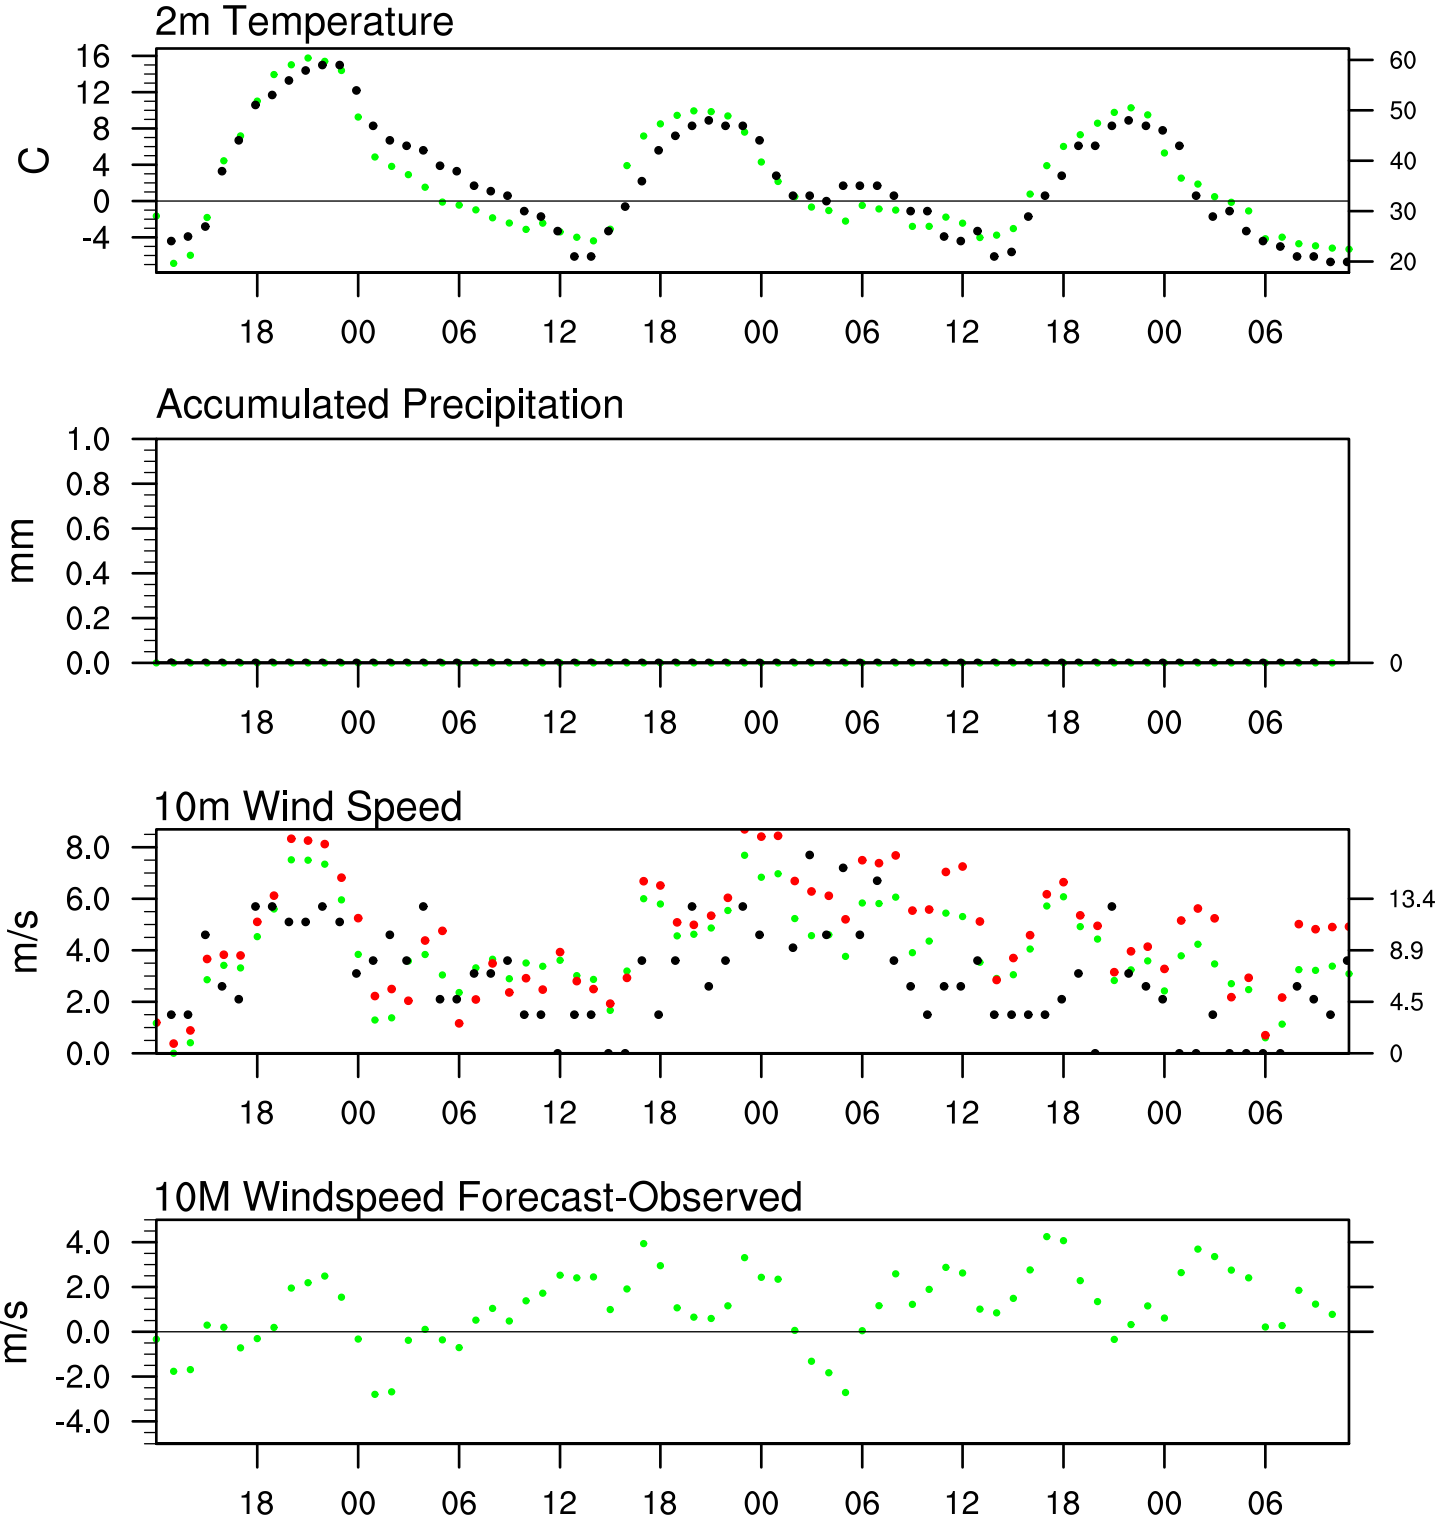 2m Temperature
16
12
8
4
0
-4
C
60
50
40
30
20
18 00 06 12 18 00 06 12 18 00 06
Accumulated Precipitation
1.0
0.8
0.6
0.4
0.2
0.0
mm
0
18 00 06 12 18 00 06 12 18 00 06
10m Wind Speed
8.0
6.0
4.0
2.0
0.0
m/s
13.4
8.9
4.5
0
18 00 06 12 18 00 06 12 18 00 06
10M Windspeed Forecast-Observed
4.0
2.0
0.0
-2.0
-4.0
m/s
18 00 06 12 18 00 06 12 18 00 06